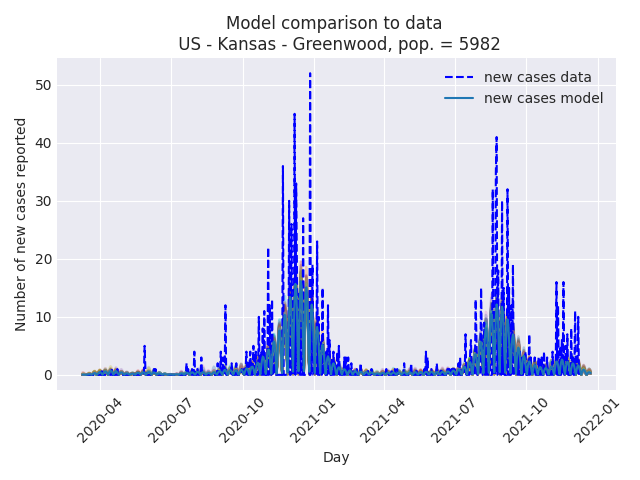 Model comparison to data
US - Kansas - Greenwood, pop. = 5982
new cases data
new cases model
Number of new cases reported
50
40
30
20
10
0
2020-04
2020-07
2020-10
2021-01
2021-04
2021-07
2021-10
2022-01
Day